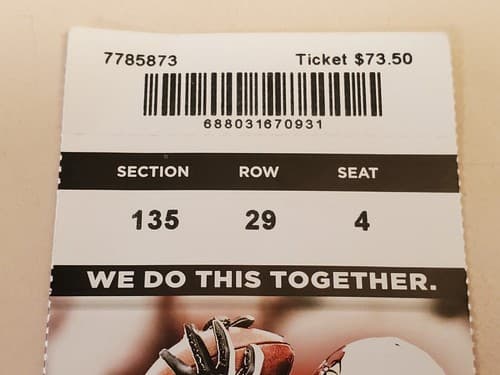 7785873 Ticket $73.50
688031670931
SECTION ROW SEAT
135 29 4
WE DO THIS TOGETHER.